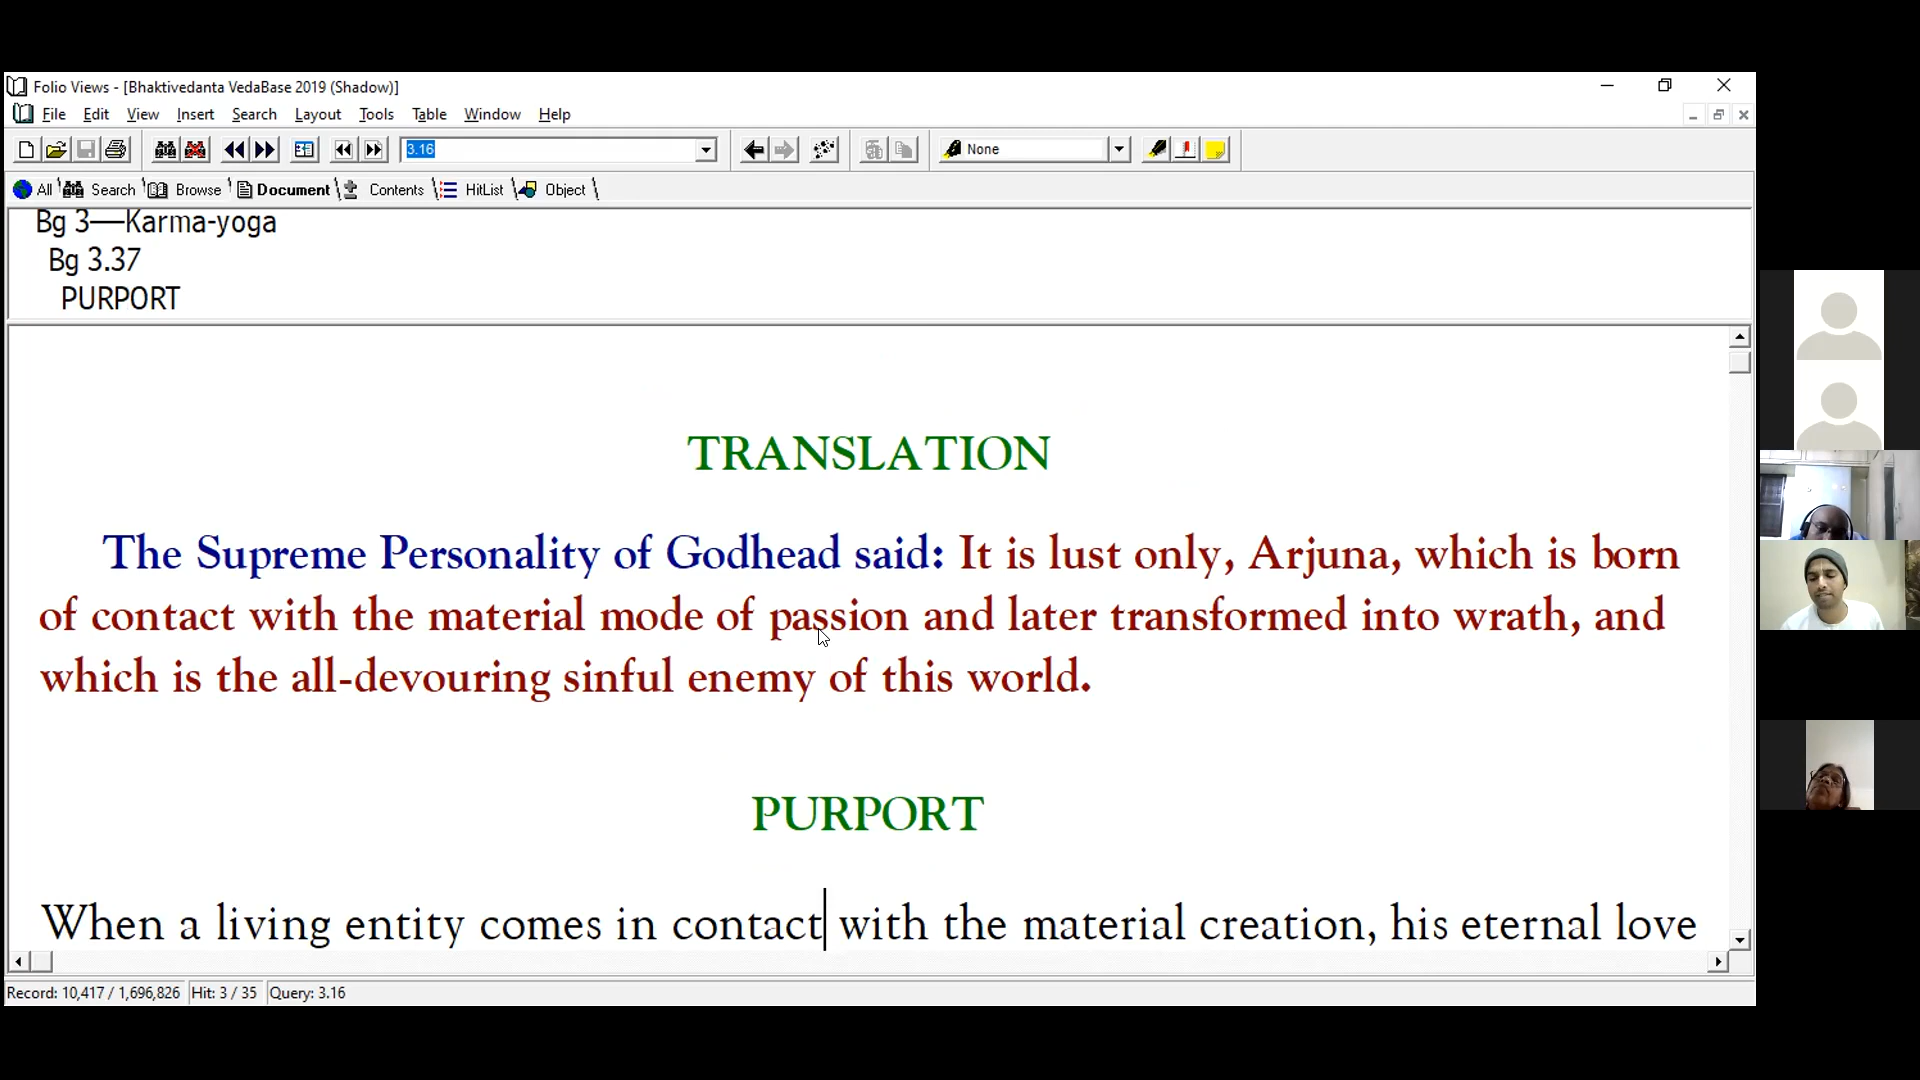 Folio Views - [Bhaktivedanta VedaBase 2019 (Shadow)]
File Edit View Insert Search Layout Tools Table Window Help
3.16 None
All Search Browse Document Contents HitList Object
Bg 3—Karma-yoga
Bg 3.37
PURPORT
TRANSLATION
The Supreme Personality of Godhead said: It is lust only, Arjuna, which is born
of contact with the material mode of passion and later transformed into wrath, and
which is the all-devouring sinful enemy of this world.
PURPORT
When a living entity comes in contact with the material creation, his eternal love
Record: 10,417 / 1,696,826 Hit: 3 / 35 Query: 3.16